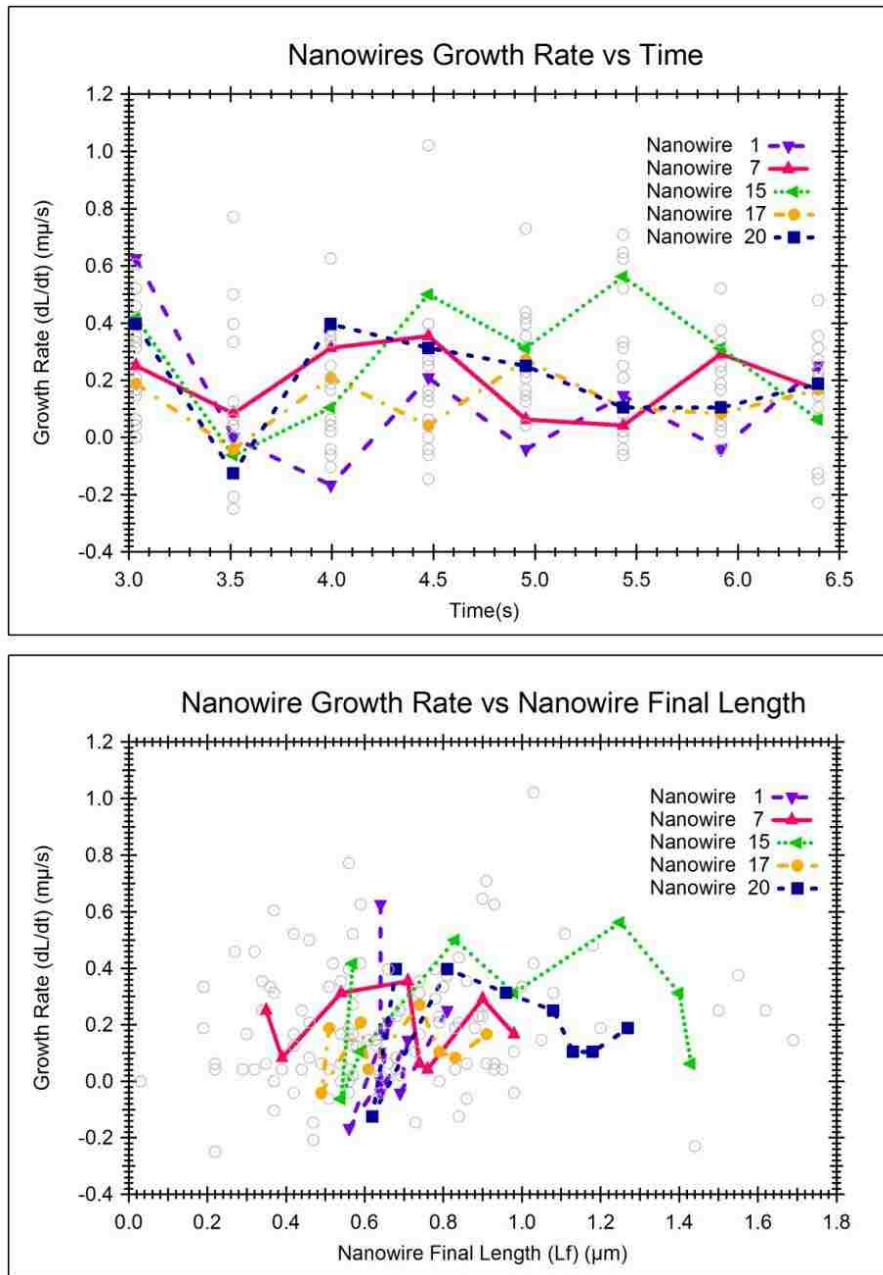 Nanowires Growth Rate vs Time
Growth Rate (dL/dt) (mµ/s)
1.2
1.0
0.8
0.6
0.4
0.2
0.0
-0.2
-0.4
Nanowire 1
Nanowire 7
Nanowire 15
Nanowire 17
Nanowire 20
3.0 3.5 4.0 4.5 5.0 5.5 6.0 6.5
Time(s)
Nanowire Growth Rate vs Nanowire Final Length
Growth Rate (dL/dt) (mµ/s)
1.2
1.0
0.8
0.6
0.4
0.2
0.0
-0.2
-0.4
Nanowire 1
Nanowire 7
Nanowire 15
Nanowire 17
Nanowire 20
0.0 0.2 0.4 0.6 0.8 1.0 1.2 1.4 1.6 1.8
Nanowire Final Length (Lf) (µm)